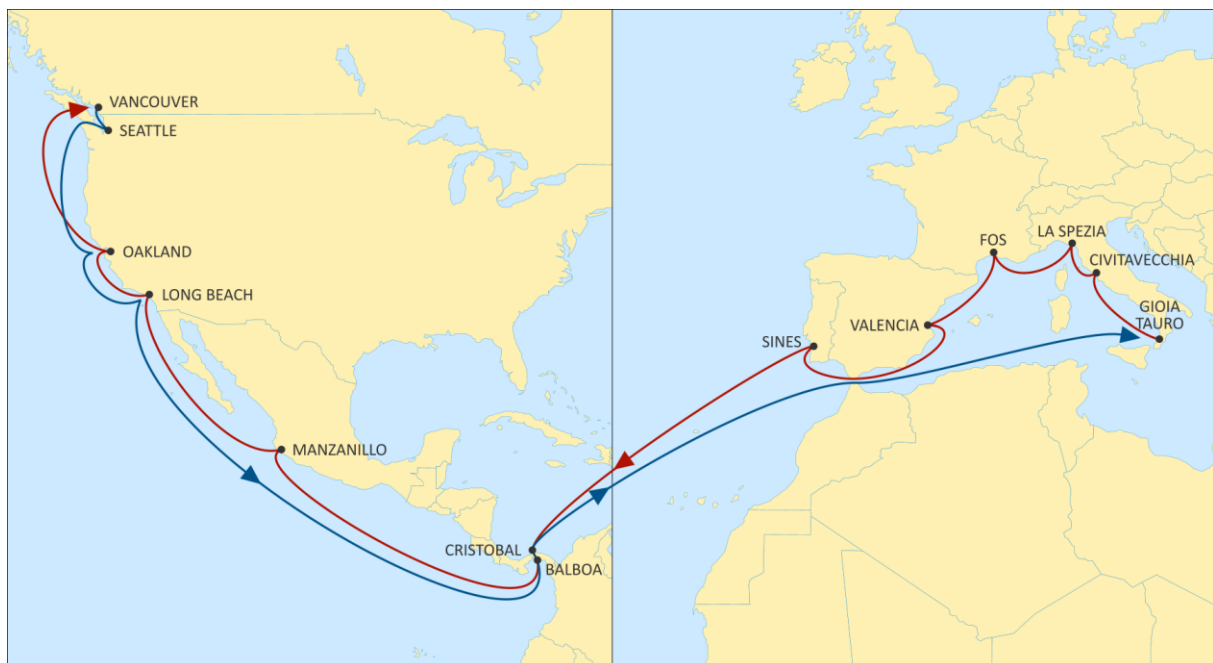 VANCOUVER
SEATTLE
OAKLAND
LONG BEACH
MANZANILLO
CRISTOBAL
BALBOA
SINES
VALENCIA
FOS
LA SPEZIA
CIVITAVECCHIA
GIOIA
TAURO